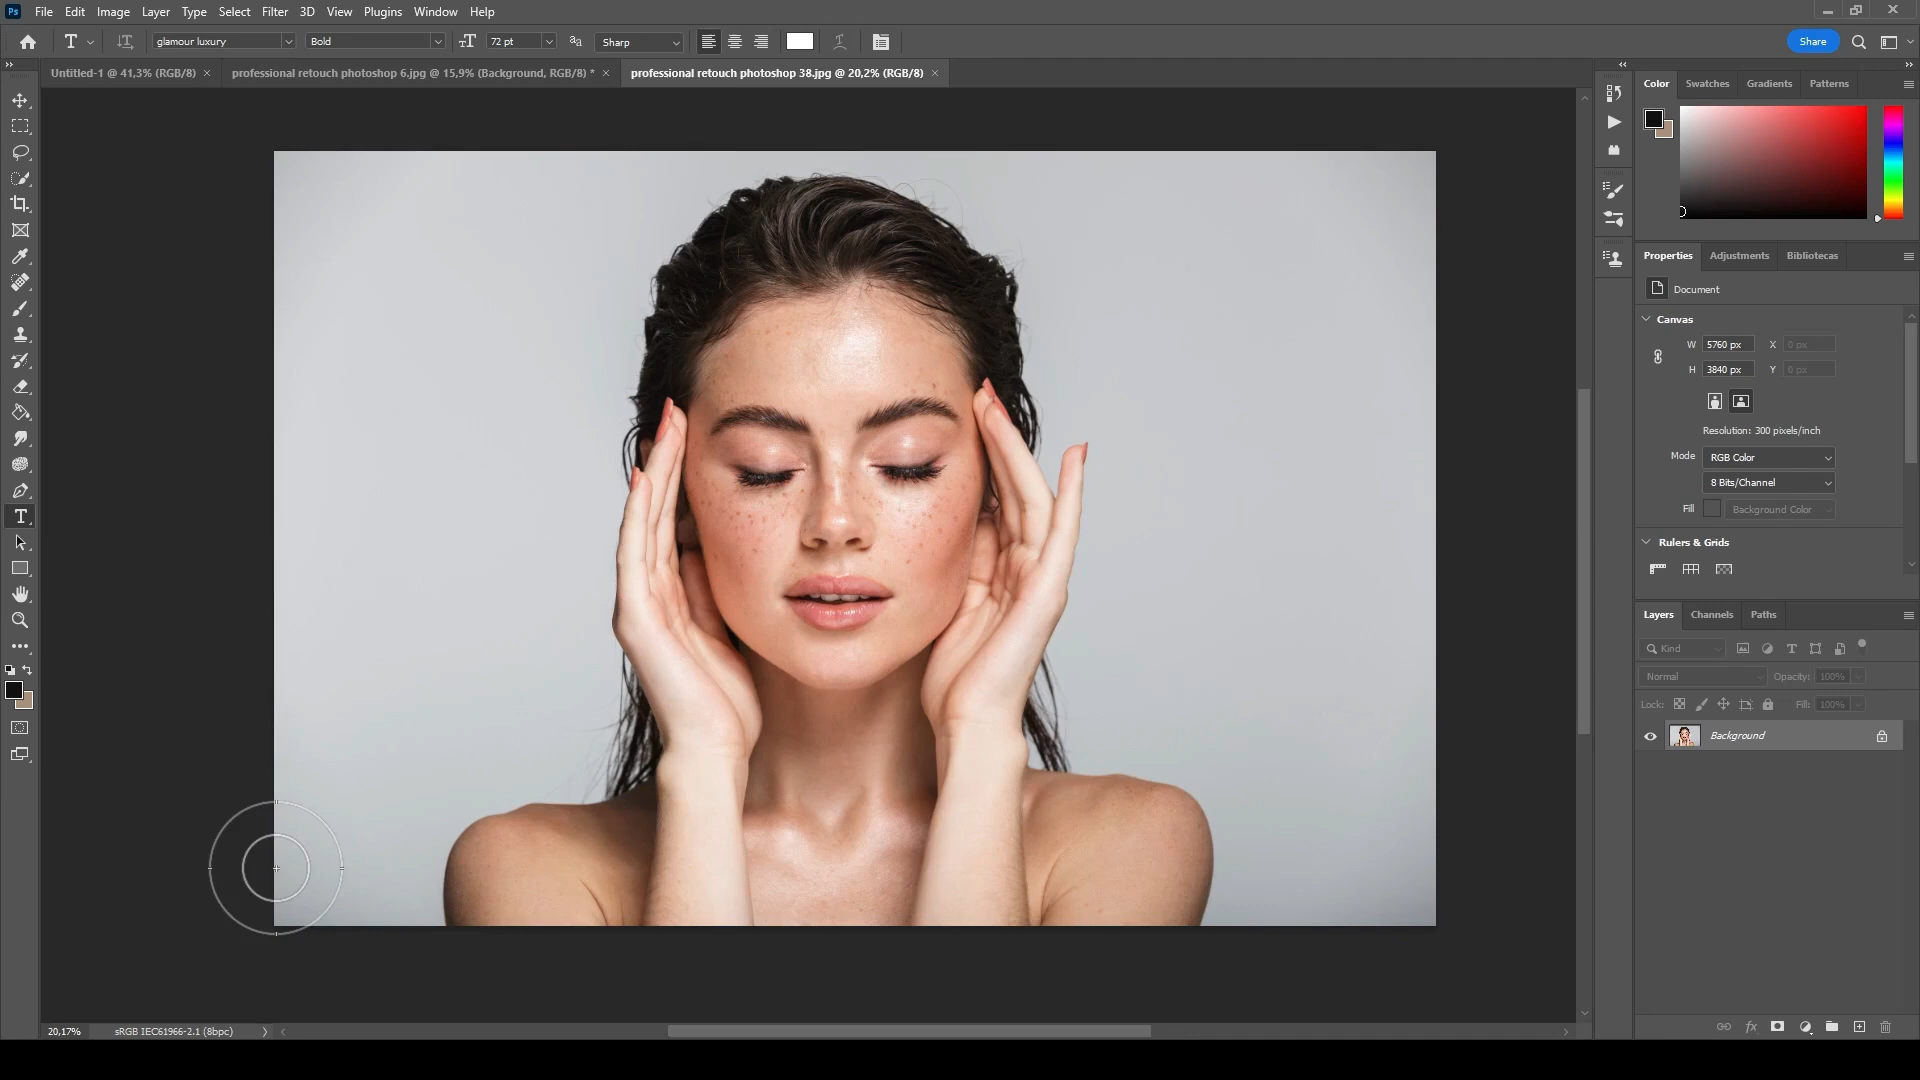 Ps File Edit Image Layer Type Select Filter 3D View Plugins Window Help
glamour luxury Bold 72 pt Sharp Share
Untitled-1 @ 41,3% (RGB/8) × professional retouch photoshop 6.jpg @ 15,9% (Background, RGB/8) * × professional retouch photoshop 38.jpg @ 20,2% (RGB/8) ×
Color Swatches Gradients Patterns
Properties Adjustments Bibliotecas
Document
Canvas
W 5760 px X 0 px
H 3840 px Y 0 px
Resolution: 300 pixels/inch
Mode RGB Color
8 Bits/Channel
Fill Background Color
Rulers & Grids
Layers Channels Paths
Kind
Normal Opacity: 100%
Lock: Fill: 100%
Background
20,17% sRGB IEC61966-2.1 (8bpc)